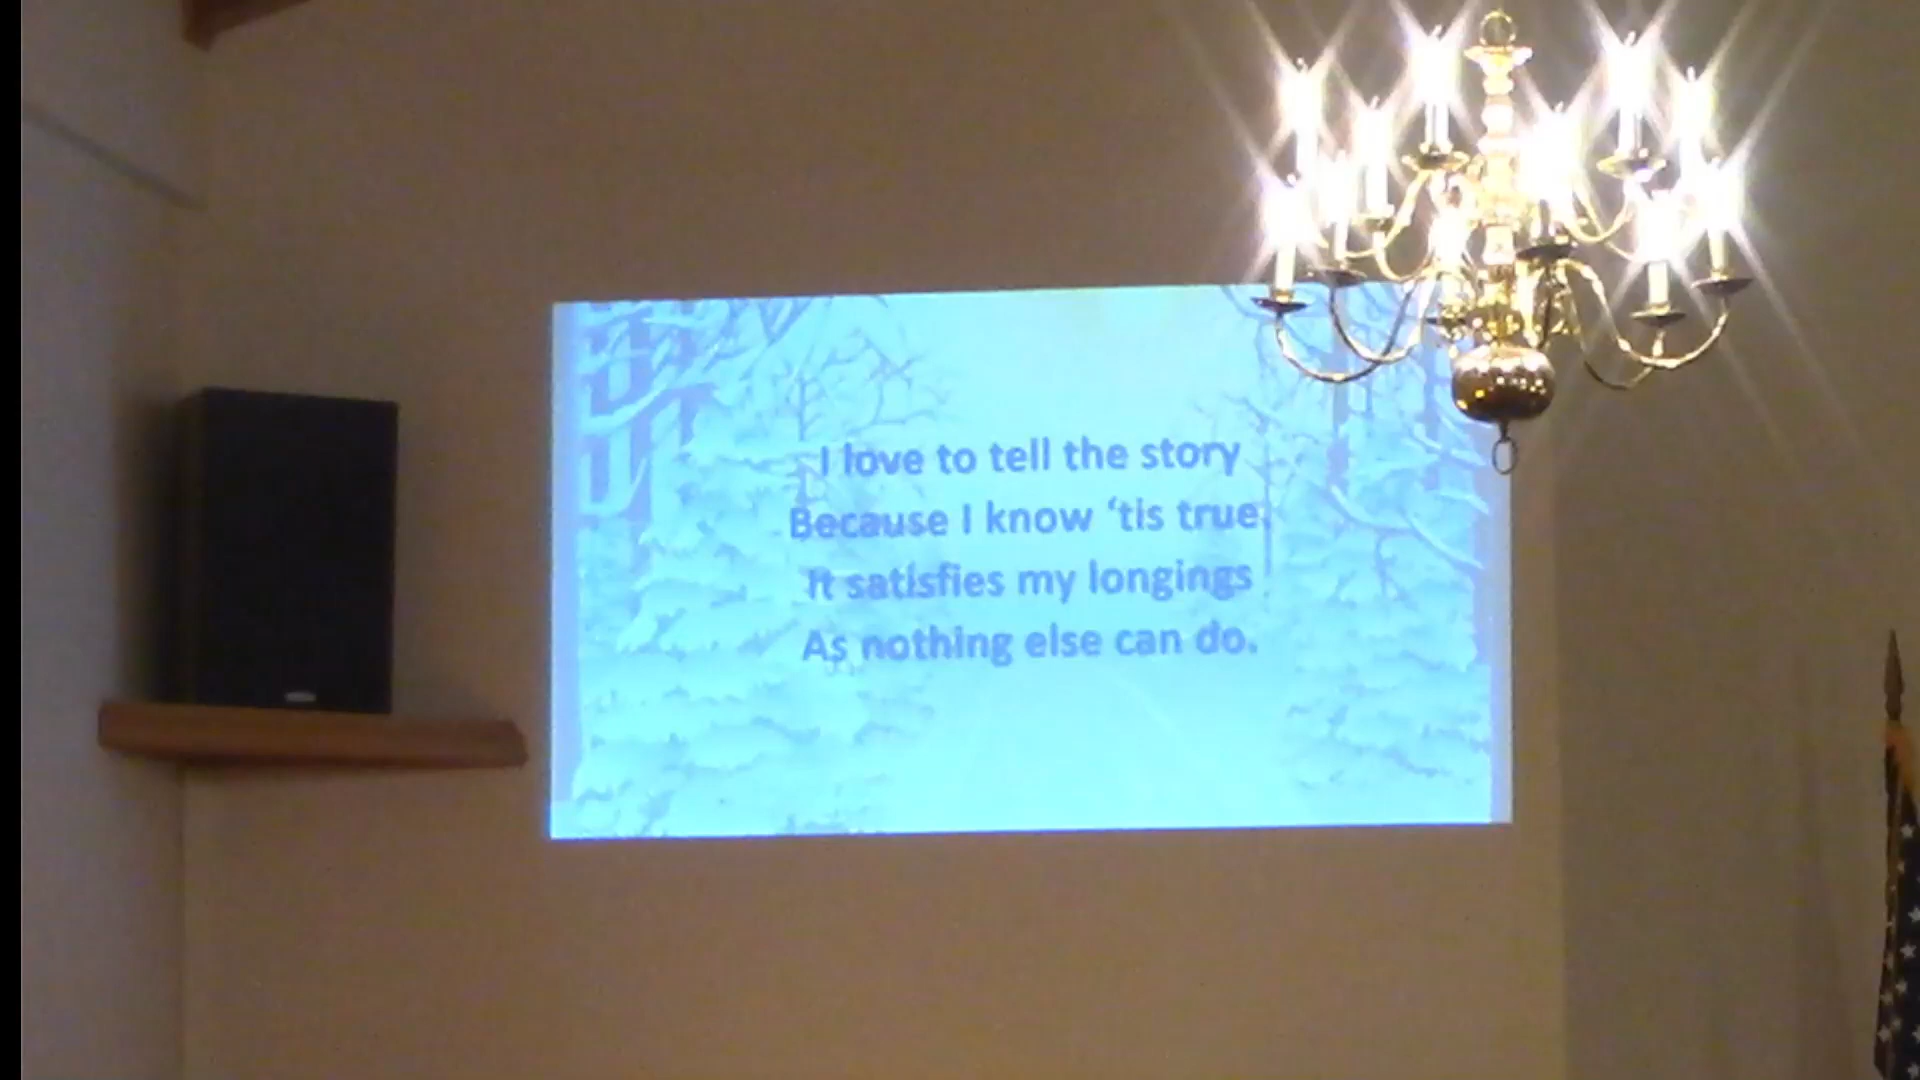 I love to tell the story
Because I know ‘tis true.
It satisfies my longings
As nothing else can do.